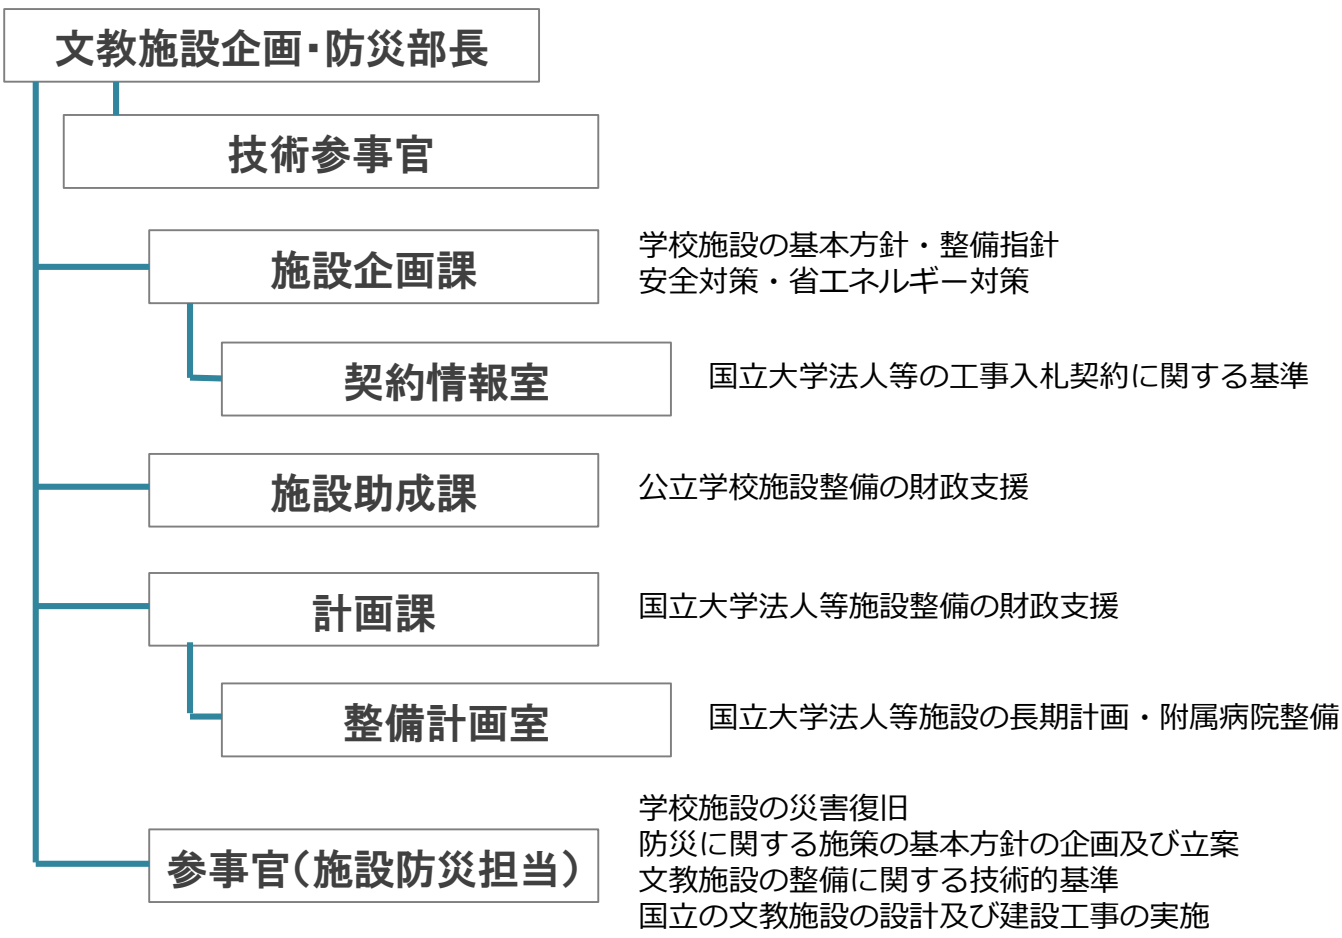 文教施設企画・防災部長
技術参事官
施設企画課
学校施設の基本方針・整備指針
安全対策・省エネルギー対策
契約情報室
国立大学法人等の工事入札契約に関する基準
施設助成課
公立学校施設整備の財政支援
計画課
国立大学法人等施設整備の財政支援
整備計画室
国立大学法人等施設の長期計画・附属病院整備
参事官(施設防災担当)
学校施設の災害復旧
防災に関する施策の基本方針の企画及び立案
文教施設の整備に関する技術的基準
国立の文教施設の設計及び建設工事の実施